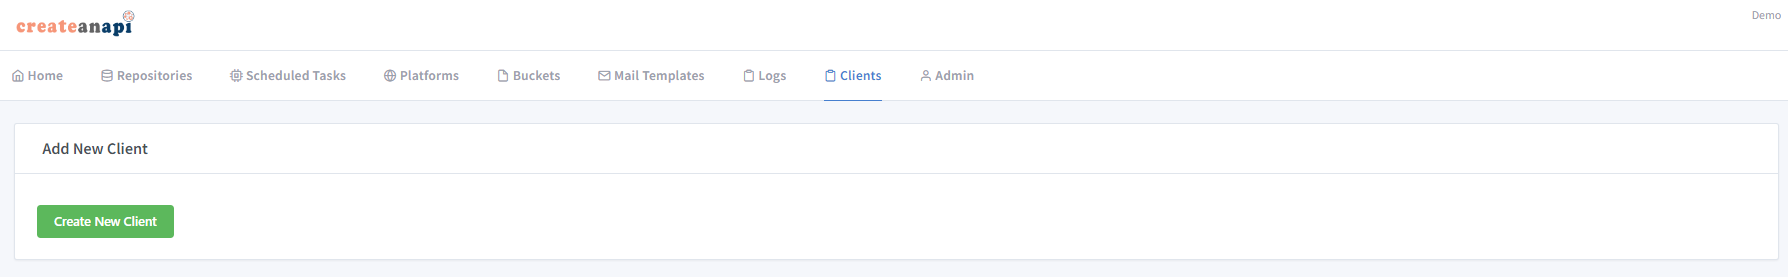 createanapi
Demo
Home Repositories Scheduled Tasks Platforms Buckets Mail Templates Logs Clients Admin
Add New Client
Create New Client